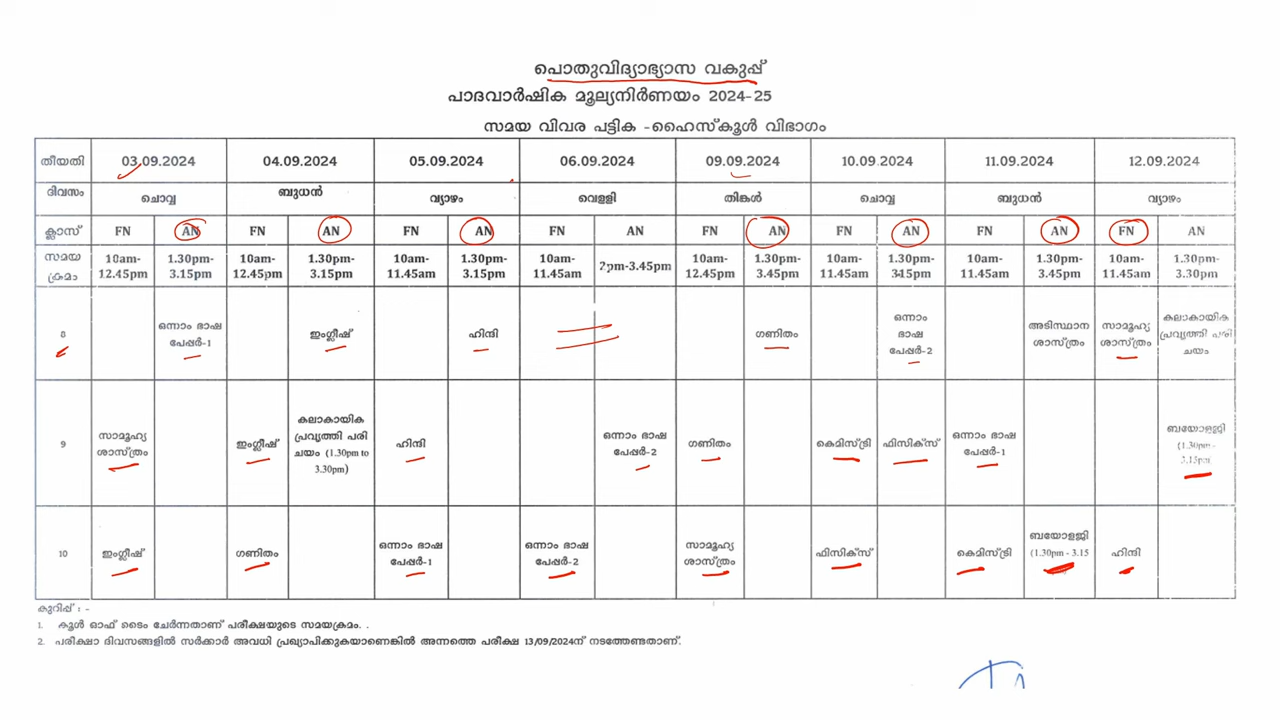 പൊതുവിദ്യാഭ്യാസ വകുപ്പ്
പാദവാർഷിക മൂല്യനിർണയം 2024-25
സമയ വിവര പട്ടിക -ഹൈസ്കൂൾ വിഭാഗം
തീയതി 03.09.2024 04.09.2024 05.09.2024 06.09.2024 09.09.2024 10.09.2024 11.09.2024 12.09.2024
ദിവസം ചൊവ്വ ബുധൻ വ്യാഴം വെള്ളി തിങ്കൾ ചൊവ്വ ബുധൻ വ്യാഴം
ക്ലാസ് FN AN FN AN FN AN FN AN FN AN FN AN FN AN FN AN
സമയ 10am- 1.30pm- 10am- 1.30pm- 10am- 1.30pm- 10am- 2pm-3.45pm 10am- 1.30pm- 10am- 1.30pm- 10am- 1.30pm- 10am- 1.30pm-
ക്രമം 12.45pm 3.15pm 12.45pm 3.15pm 11.45am 3.15pm 11.45am 12.45pm 3.45pm 11.45am 3.15pm 11.45am 3.45pm 11.45am 3.30pm
8 ഒന്നാം ഭാഷ ഇംഗ്ലീഷ് ഹിന്ദി ഗണിതം ഒന്നാം അടിസ്ഥാന സാമൂഹ്യ കലാകായിക
പേപ്പർ-1 ഭാഷ ശാസ്ത്രം ശാസ്ത്രം പ്രവൃത്തി പരി
പേപ്പർ-2 ചയം
9 സാമൂഹ്യ ഇംഗ്ലീഷ് കലാകായിക ഹിന്ദി ഒന്നാം ഭാഷ ഗണിതം കെമിസ്ട്രി ഫിസിക്സ് ഒന്നാം ഭാഷ ബയോളജി
ശാസ്ത്രം പ്രവൃത്തി പരി പേപ്പർ-2 പേപ്പർ-1 (1.30pm -
ചയം (1.30pm to 3.15pm)
3.30pm)
10 ഇംഗ്ലീഷ് ഗണിതം ഒന്നാം ഭാഷ ഒന്നാം ഭാഷ സാമൂഹ്യ ഫിസിക്സ് കെമിസ്ട്രി ബയോളജി ഹിന്ദി
പേപ്പർ-1 പേപ്പർ-2 ശാസ്ത്രം (1.30pm - 3.15
കുറിപ്പ് : -
1. കൂൾ ഓഫ് ടൈം ചേർന്നതാണ് പരീക്ഷയുടെ സമയക്രമം. .
2. പരീക്ഷാ ദിവസങ്ങളിൽ സർക്കാർ അവധി പ്രഖ്യാപിക്കുകയാണെങ്കിൽ അന്നത്തെ പരീക്ഷ 13/09/2024ന് നടത്തേണ്ടതാണ്.